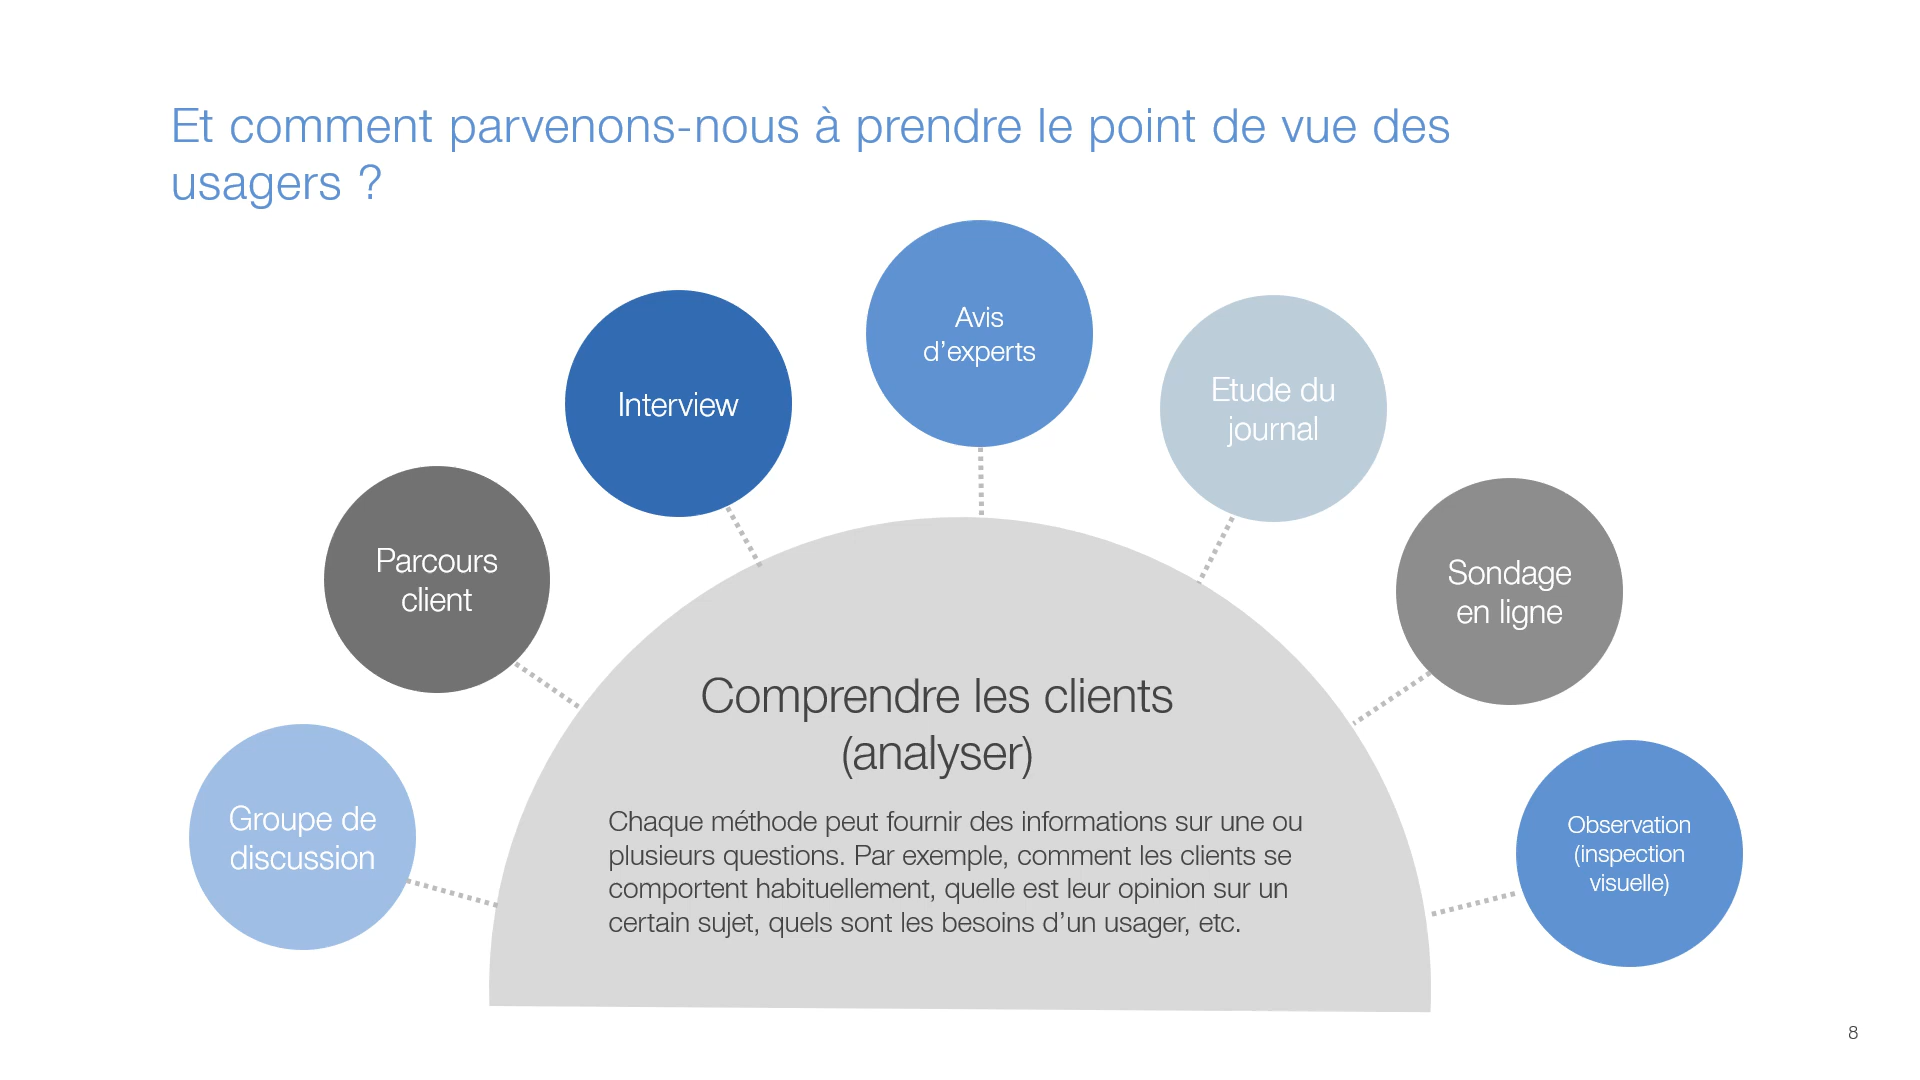 Et comment parvenons-nous à prendre le point de vue des
usagers ?
Avis
d’experts
Interview
Etude du
journal
Parcours
client
Sondage
en ligne
Groupe de
discussion
Observation
(inspection
visuelle)
Comprendre les clients
(analyser)
Chaque méthode peut fournir des informations sur une ou
plusieurs questions. Par exemple, comment les clients se
comportent habituellement, quelle est leur opinion sur un
certain sujet, quels sont les besoins d’un usager, etc.
8